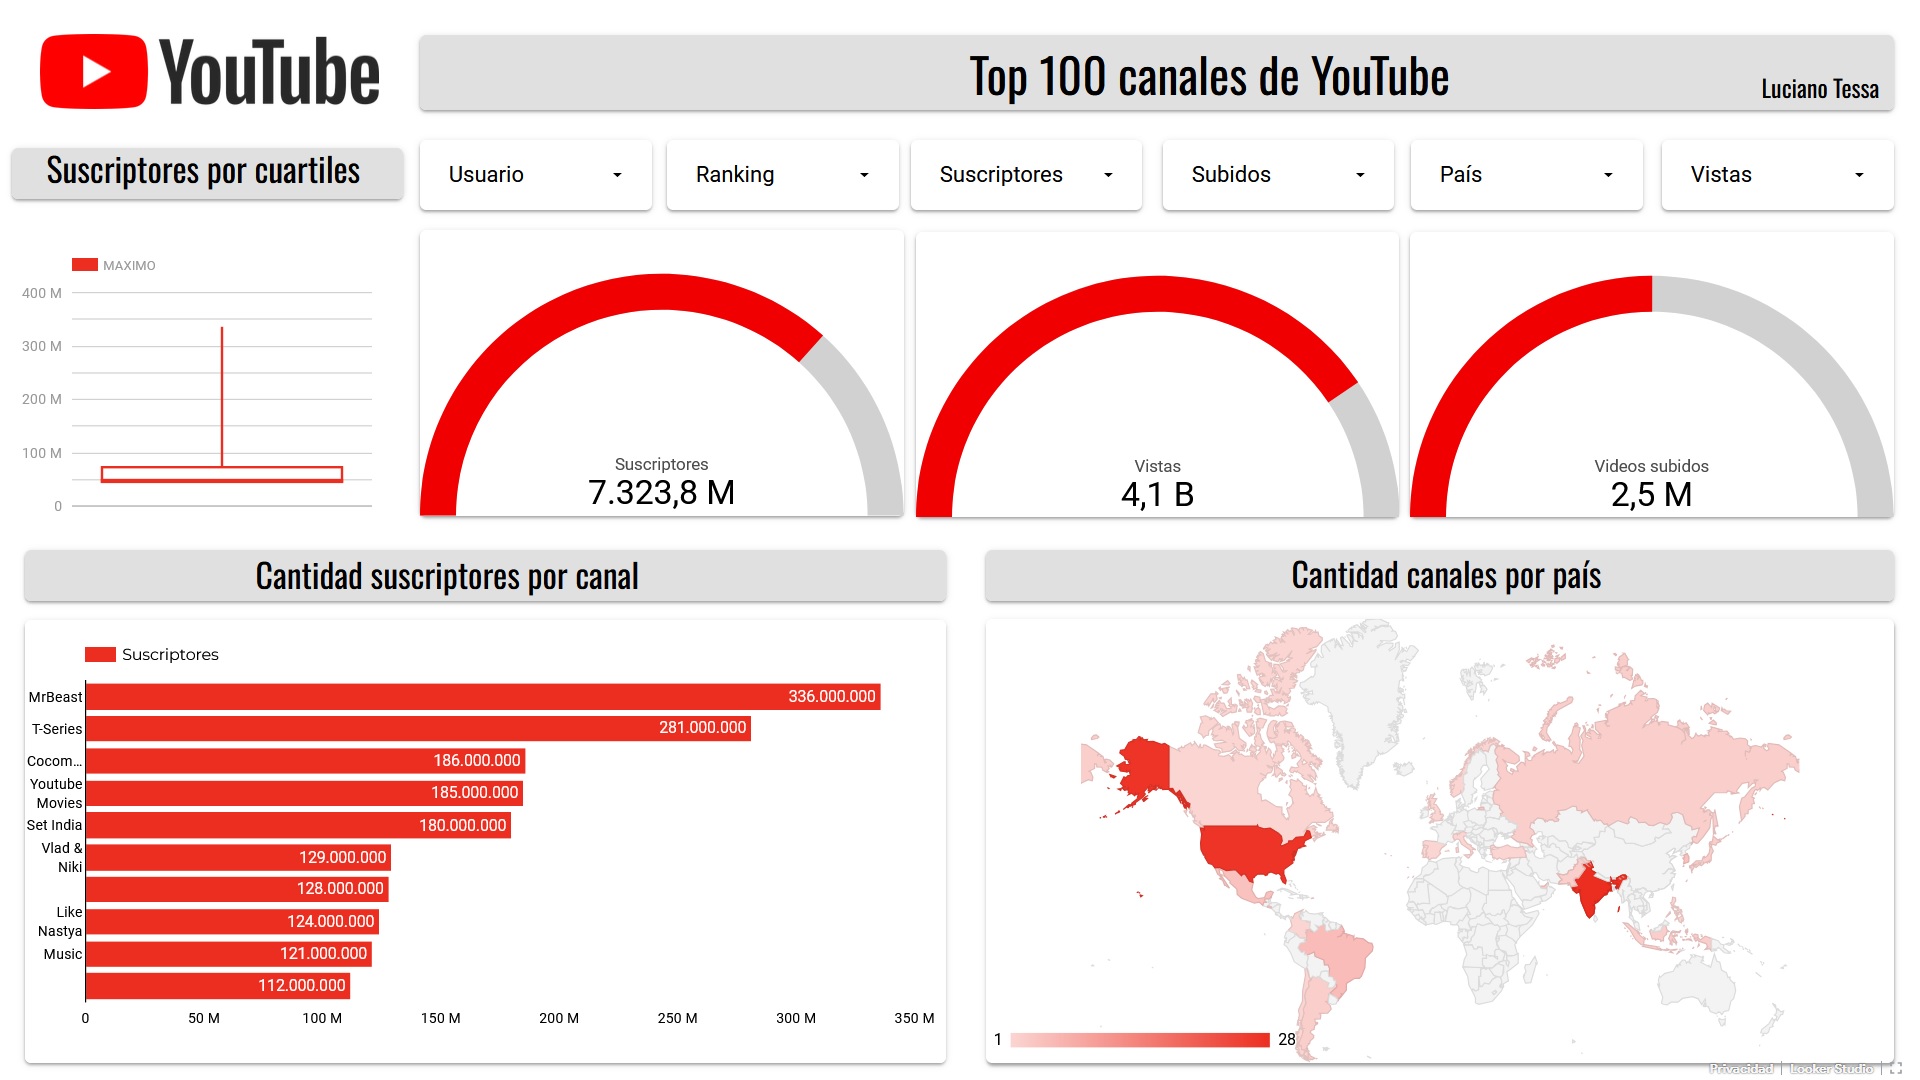 YouTube
Top 100 canales de YouTube
Luciano Tessa
Suscriptores por cuartiles
Usuario
Ranking
Suscriptores
Subidos
País
Vistas
MAXIMO
400 M
300 M
200 M
100 M
0
Suscriptores
7.323,8 M
Vistas
4,1 B
Videos subidos
2,5 M
Cantidad suscriptores por canal
Suscriptores
MrBeast
336.000.000
T-Series
281.000.000
Cocom...
186.000.000
Youtube
Movies
185.000.000
Set India
180.000.000
Vlad &
Niki
129.000.000
128.000.000
Like
Nastya
124.000.000
Music
121.000.000
112.000.000
0
50 M
100 M
150 M
200 M
250 M
300 M
350 M
Cantidad canales por país
1
28
Privacidad
Looker Studio